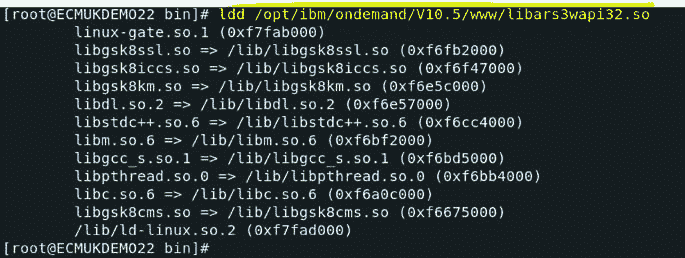 [root@ECMUKDEMO22 bin]# ldd /opt/ibm/ondemand/V10.5/www/libars3wapi32.so
linux-gate.so.1 (0xf7fab000)
libgsk8ssl.so => /lib/libgsk8ssl.so (0xf6fb2000)
libgsk8iccs.so => /lib/libgsk8iccs.so (0xf6f47000)
libgsk8km.so => /lib/libgsk8km.so (0xf6e5c000)
libdl.so.2 => /lib/libdl.so.2 (0xf6e57000)
libstdc++.so.6 => /lib/libstdc++.so.6 (0xf6cc4000)
libm.so.6 => /lib/libm.so.6 (0xf6bf2000)
libgcc_s.so.1 => /lib/libgcc_s.so.1 (0xf6bd5000)
libpthread.so.0 => /lib/libpthread.so.0 (0xf6bb4000)
libc.so.6 => /lib/libc.so.6 (0xf6a0c000)
libgsk8cms.so => /lib/libgsk8cms.so (0xf6675000)
/lib/ld-linux.so.2 (0xf7fad000)
[root@ECMUKDEMO22 bin]#